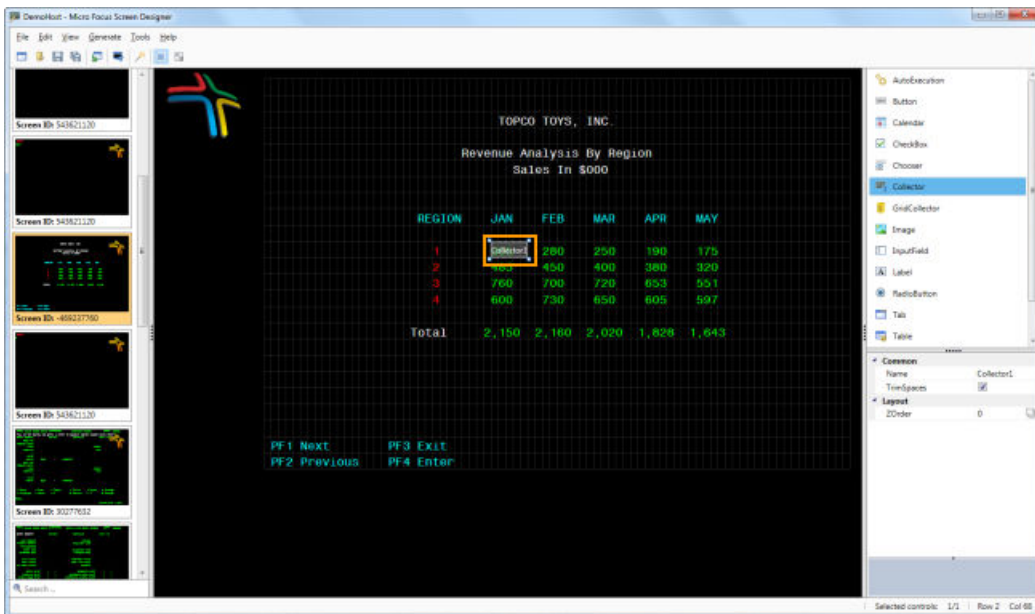 DemoHost - Micro Focus Screen Designer
File Edit View Generate Tools Help
Screen ID: 543621120
Screen ID: 543621120
Screen ID: -469237760
Screen ID: 543621120
Screen ID: 30277632
Search ...
TOPCO TOYS, INC.
Revenue Analysis By Region
Sales In $000
REGION JAN FEB MAR APR MAY
1 Collector1 280 250 190 175
2 485 450 400 380 320
3 760 700 720 653 551
4 600 730 650 605 597
Total 2,150 2,160 2,020 1,828 1,643
PF1 Next PF3 Exit
PF2 Previous PF4 Enter
AutoExecution
Button
Calendar
CheckBox
Chooser
Collector
GridCollector
Image
InputField
Label
RadioButton
Tab
Table
Common
Name Collector1
TrimSpaces
Layout
ZOrder 0
Selected controls: 1/1 Row 2 Col 68